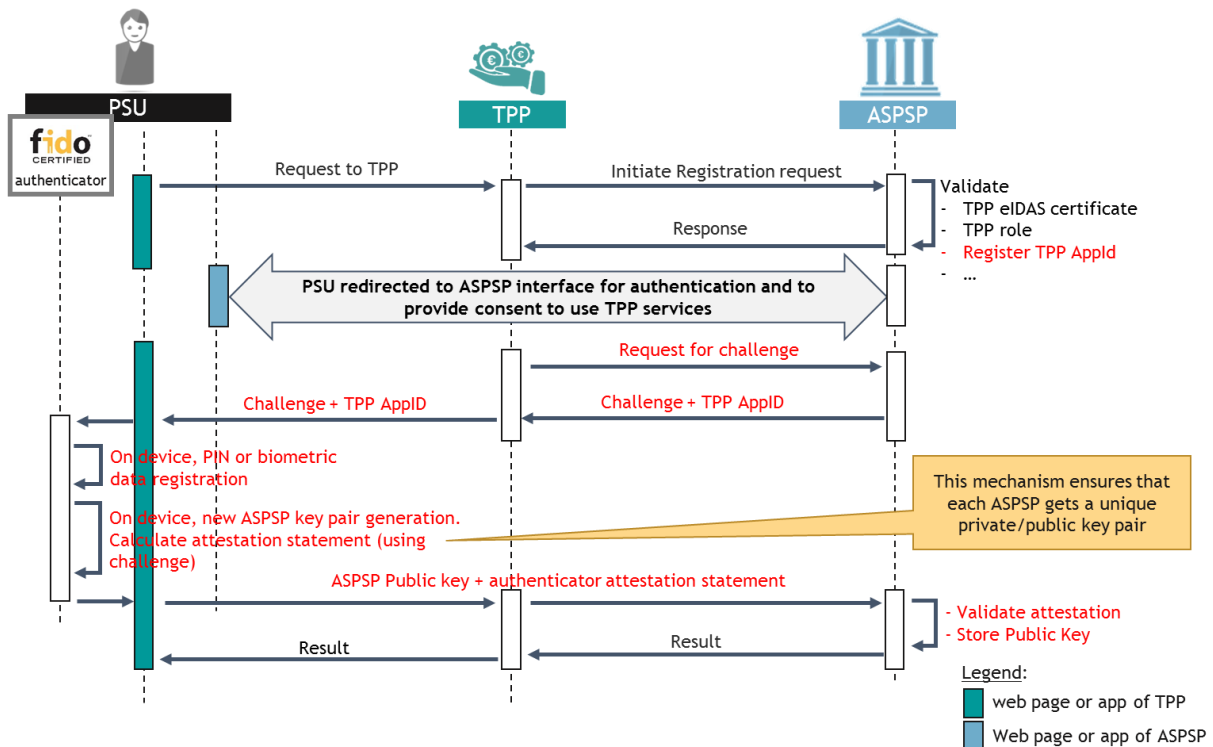 PSU
TPP
ASPSP
fido
CERTIFIED
authenticator
Request to TPP
Initiate Registration request
Validate
- TPP eIDAS certificate
- TPP role
- Register TPP AppId
- …
Response
PSU redirected to ASPSP interface for authentication and to
provide consent to use TPP services
Request for challenge
Challenge + TPP AppID
Challenge + TPP AppID
On device, PIN or biometric
data registration
This mechanism ensures that
each ASPSP gets a unique
private/public key pair
On device, new ASPSP key pair generation.
Calculate attestation statement (using
challenge)
ASPSP Public key + authenticator attestation statement
- Validate attestation
- Store Public Key
Result
Result
Legend:
web page or app of TPP
Web page or app of ASPSP